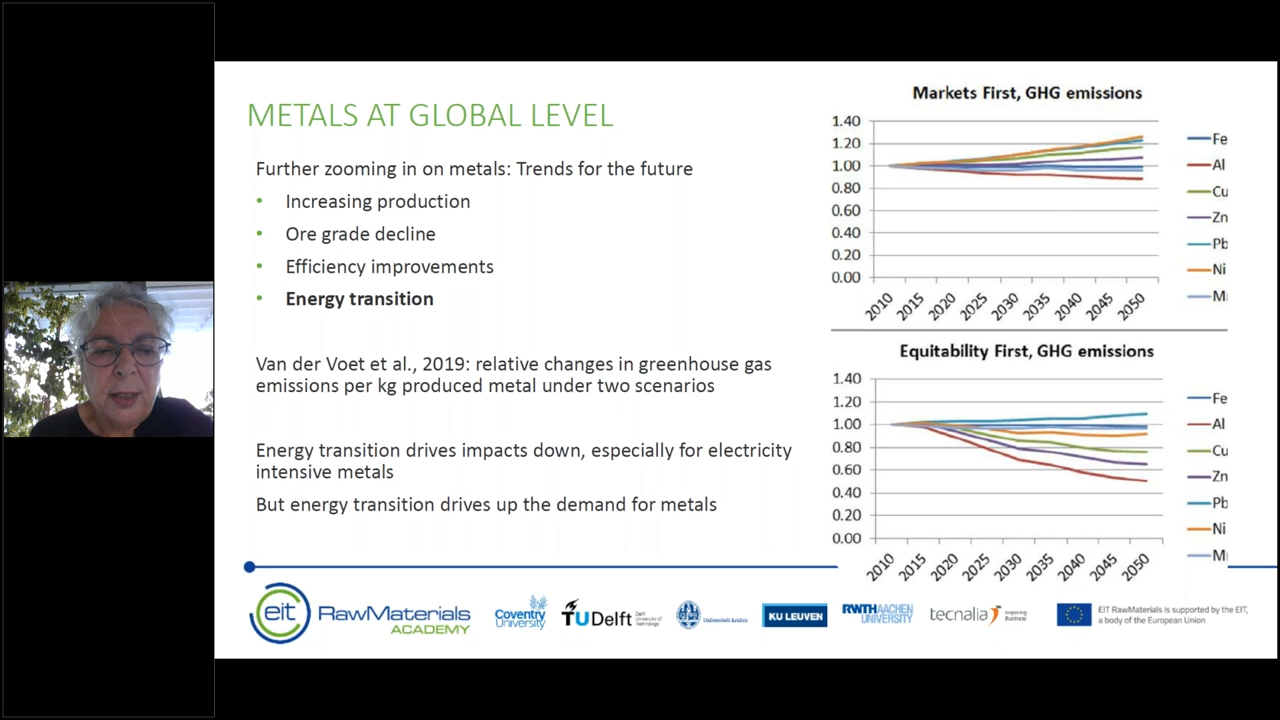 METALS AT GLOBAL LEVEL
Further zooming in on metals: Trends for the future
• Increasing production
• Ore grade decline
• Efficiency improvements
• Energy transition
Van der Voet et al., 2019: relative changes in greenhouse gas
emissions per kg produced metal under two scenarios
Energy transition drives impacts down, especially for electricity
intensive metals
But energy transition drives up the demand for metals
Markets First, GHG emissions
1.40
1.20
1.00
0.80
0.60
0.40
0.20
0.00
2010 2015 2020 2025 2030 2035 2040 2045 2050
Fe
Al
Cu
Zn
Pb
Ni
Equitability First, GHG emissions
1.40
1.20
1.00
0.80
0.60
0.40
0.20
0.00
2010 2015 2020 2025 2030 2035 2040 2045 2050
Fe
Al
Cu
Zn
Pb
Ni
eit RawMaterials
ACADEMY
Coventry
University
TUDelft
Delft
University of
Technology
Universiteit Leiden
KU LEUVEN
RWTH AACHEN
UNIVERSITY
tecnalia
Inspiring
Business
EIT RawMaterials is supported by the EIT,
a body of the European Union